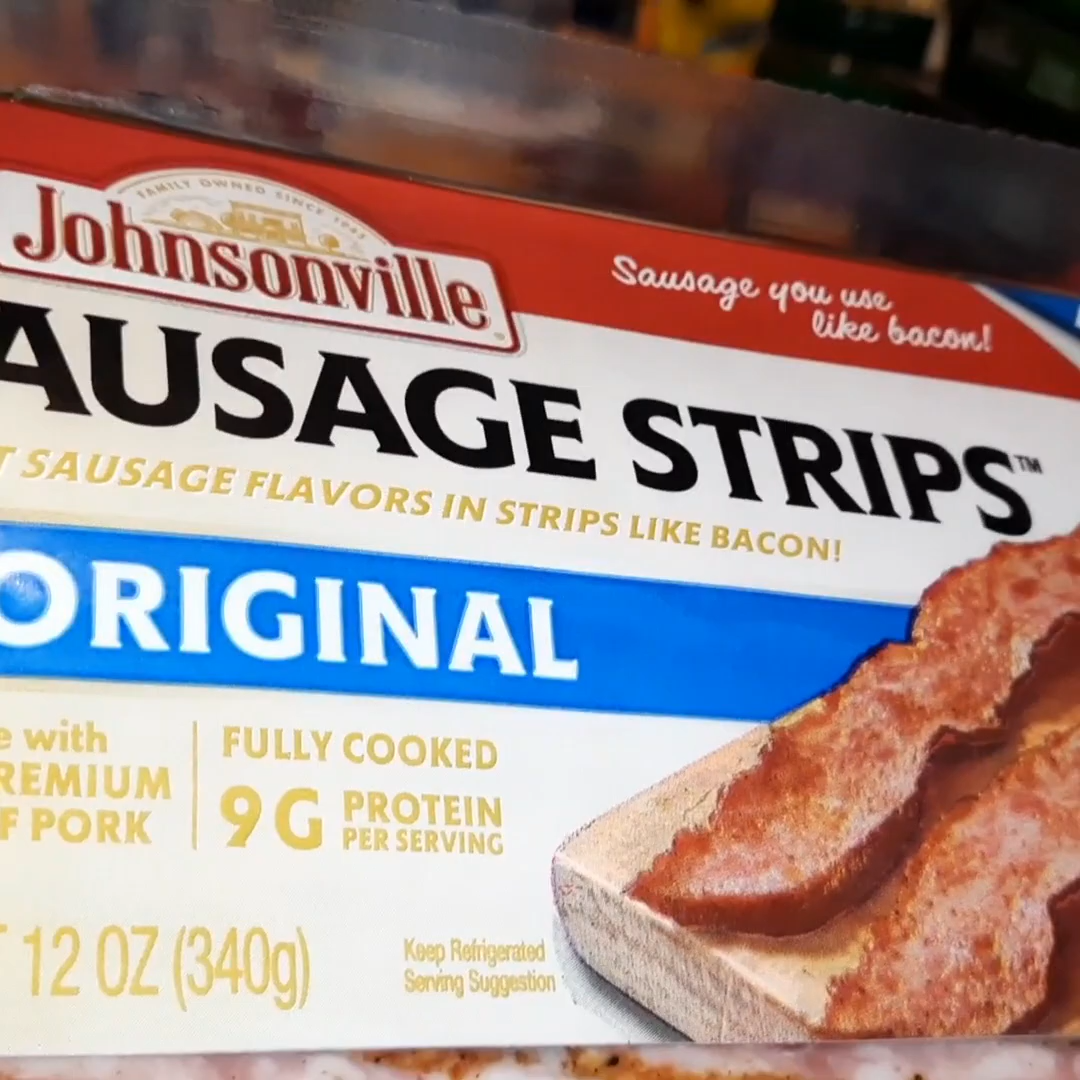 FAMILY OWNED SINCE 1945
Johnsonville
Sausage you use
like bacon!
AUSAGE STRIPS™
T SAUSAGE FLAVORS IN STRIPS LIKE BACON!
ORIGINAL
e with
REMIUM
F PORK
FULLY COOKED
9G PROTEIN
PER SERVING
T 12 OZ (340g)
Keep Refrigerated
Serving Suggestion